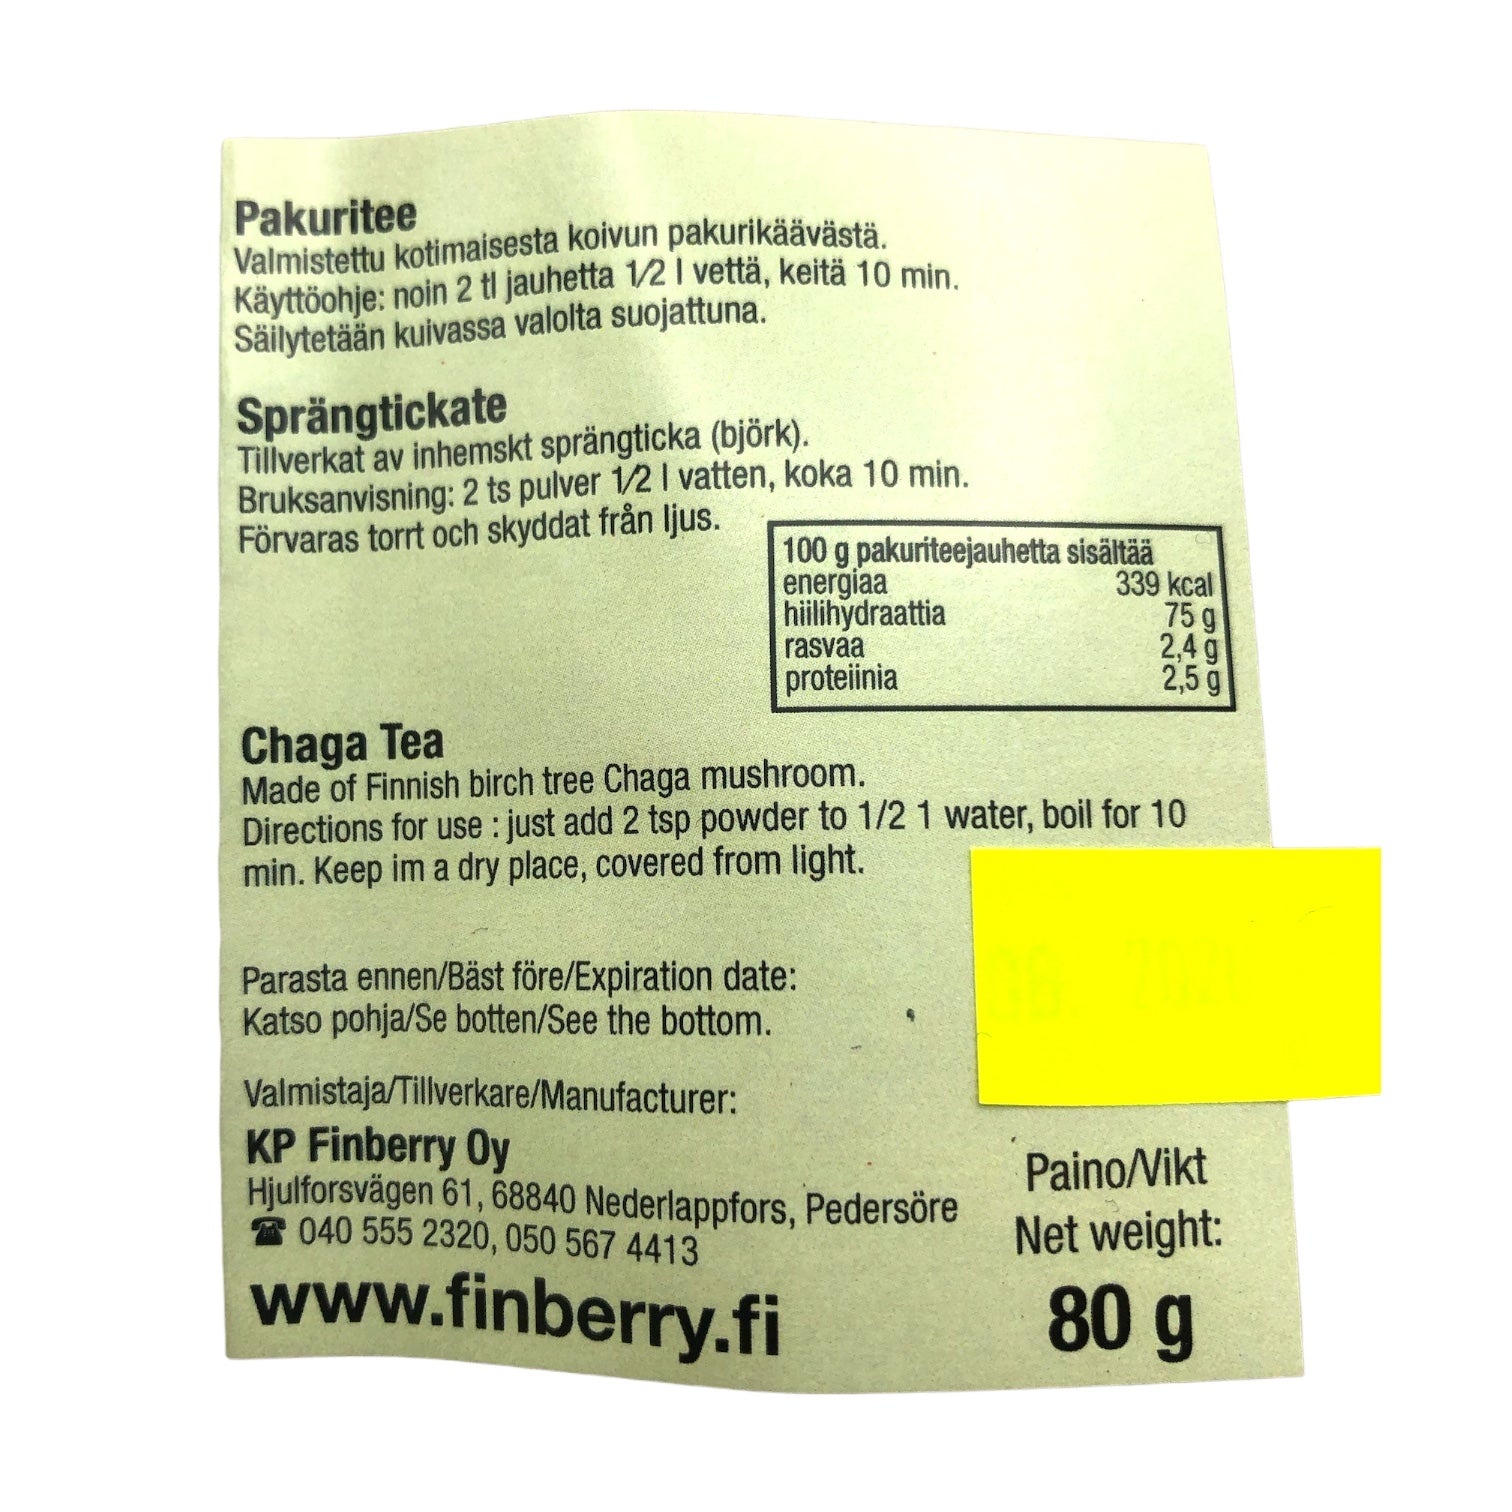 Pakuritee
Valmistettu kotimaisesta koivun pakurikäävästä.
Käyttöohje: noin 2 tl jauhetta 1/2 l vettä, keitä 10 min.
Säilytetään kuivassa valolta suojattuna.
Sprängtickate
Tillverkat av inhemskt sprängticka (björk).
Bruksanvisning: 2 ts pulver 1/2 l vatten, koka 10 min.
Förvaras torrt och skyddat från ljus.
100 g pakuriteejauhetta sisältää
energiaa 339 kcal
hiilihydraattia 75 g
rasvaa 2,4 g
proteiinia 2,5 g
Chaga Tea
Made of Finnish birch tree Chaga mushroom.
Directions for use : just add 2 tsp powder to 1/2 1 water, boil for 10
min. Keep im a dry place, covered from light.
Parasta ennen/Bäst före/Expiration date:
Katso pohja/Se botten/See the bottom.
Valmistaja/Tillverkare/Manufacturer:
KP Finberry Oy
Hjulforsvägen 61, 68840 Nederlappfors, Pedersöre
☎ 040 555 2320, 050 567 4413
www.finberry.fi
Paino/Vikt
Net weight:
80 g